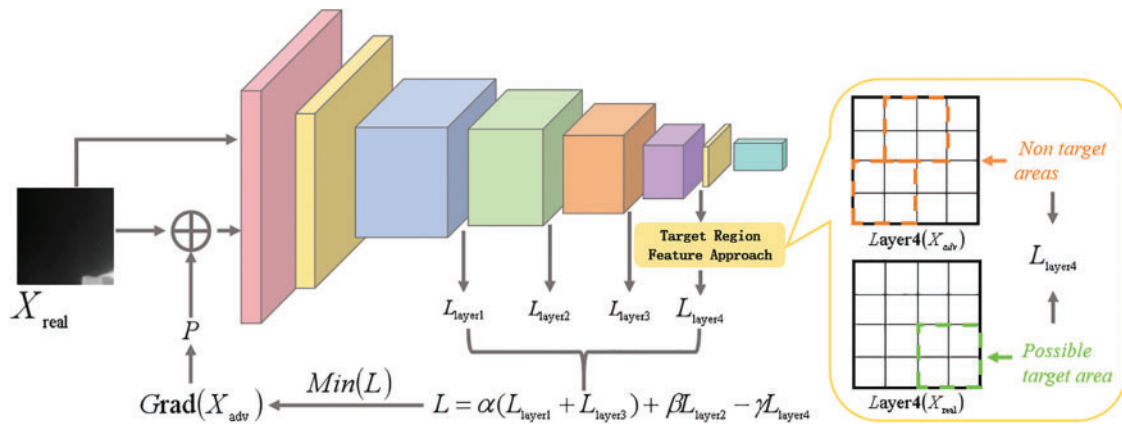 Non target
areas
Layer4(X_adv)
Target Region
Feature Approach
X_real
L_layer4
L_layer1
L_layer2
L_layer3
L_layer4
P
Possible
target area
Layer4(X_real)
Min(L)
Grad(X_adv)
L = α(L_layer1 + L_layer3) + βL_layer2 − γL_layer4